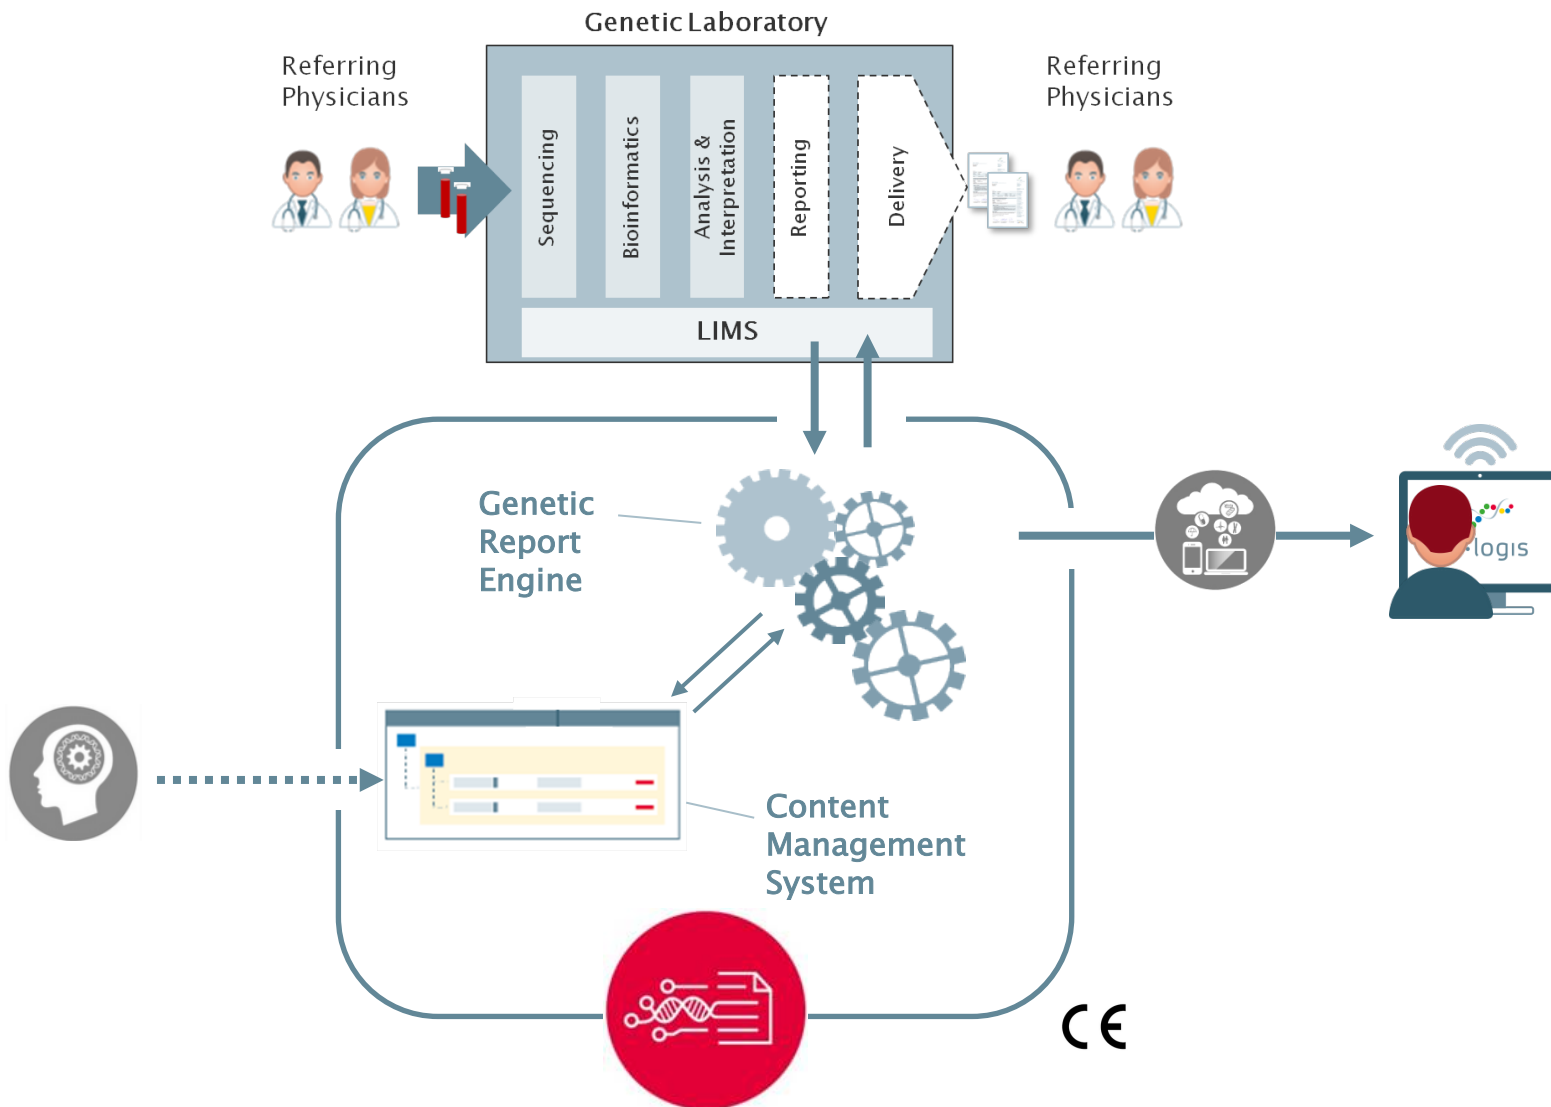 Genetic Laboratory
Referring
Physicians
Sequencing
Bioinformatics
Analysis &
Interpretation
Reporting
Delivery
LIMS
Referring
Physicians
Genetic
Report
Engine
logis
Content
Management
System
CE